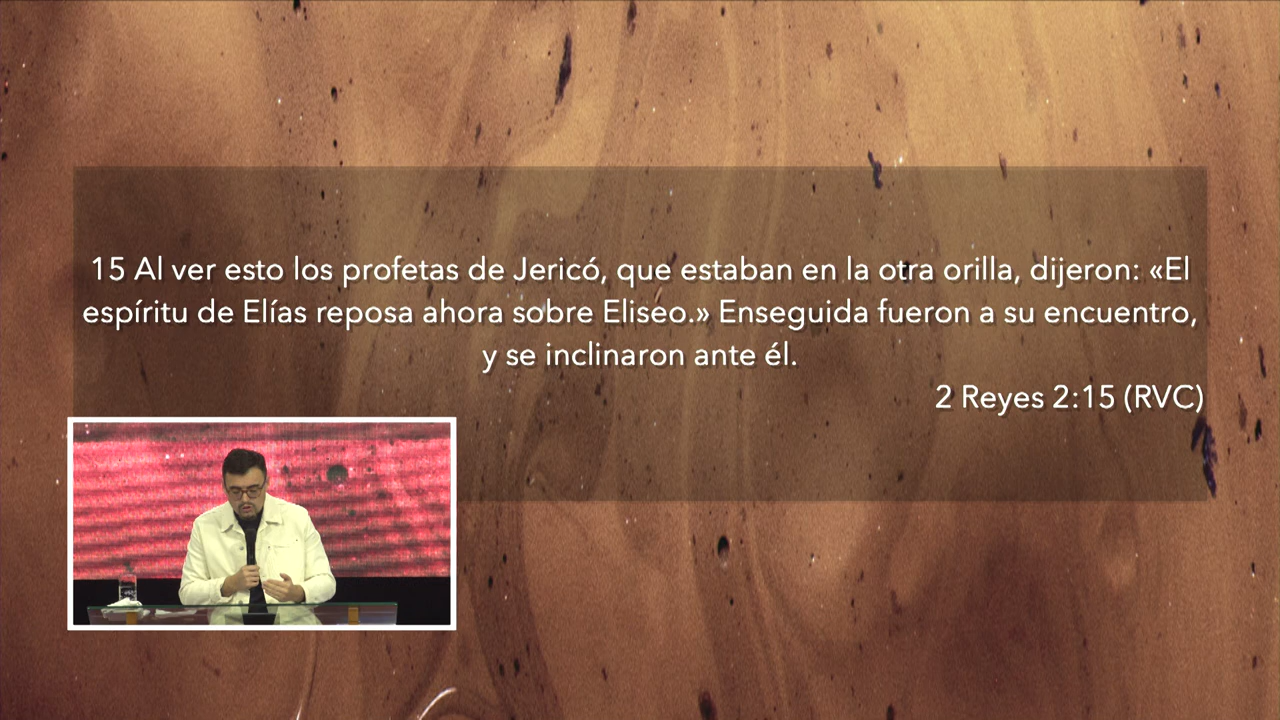 15 Al ver esto los profetas de Jericó, que estaban en la otra orilla, dijeron: «El
espíritu de Elías reposa ahora sobre Eliseo.» Enseguida fueron a su encuentro,
y se inclinaron ante él.
2 Reyes 2:15 (RVC)